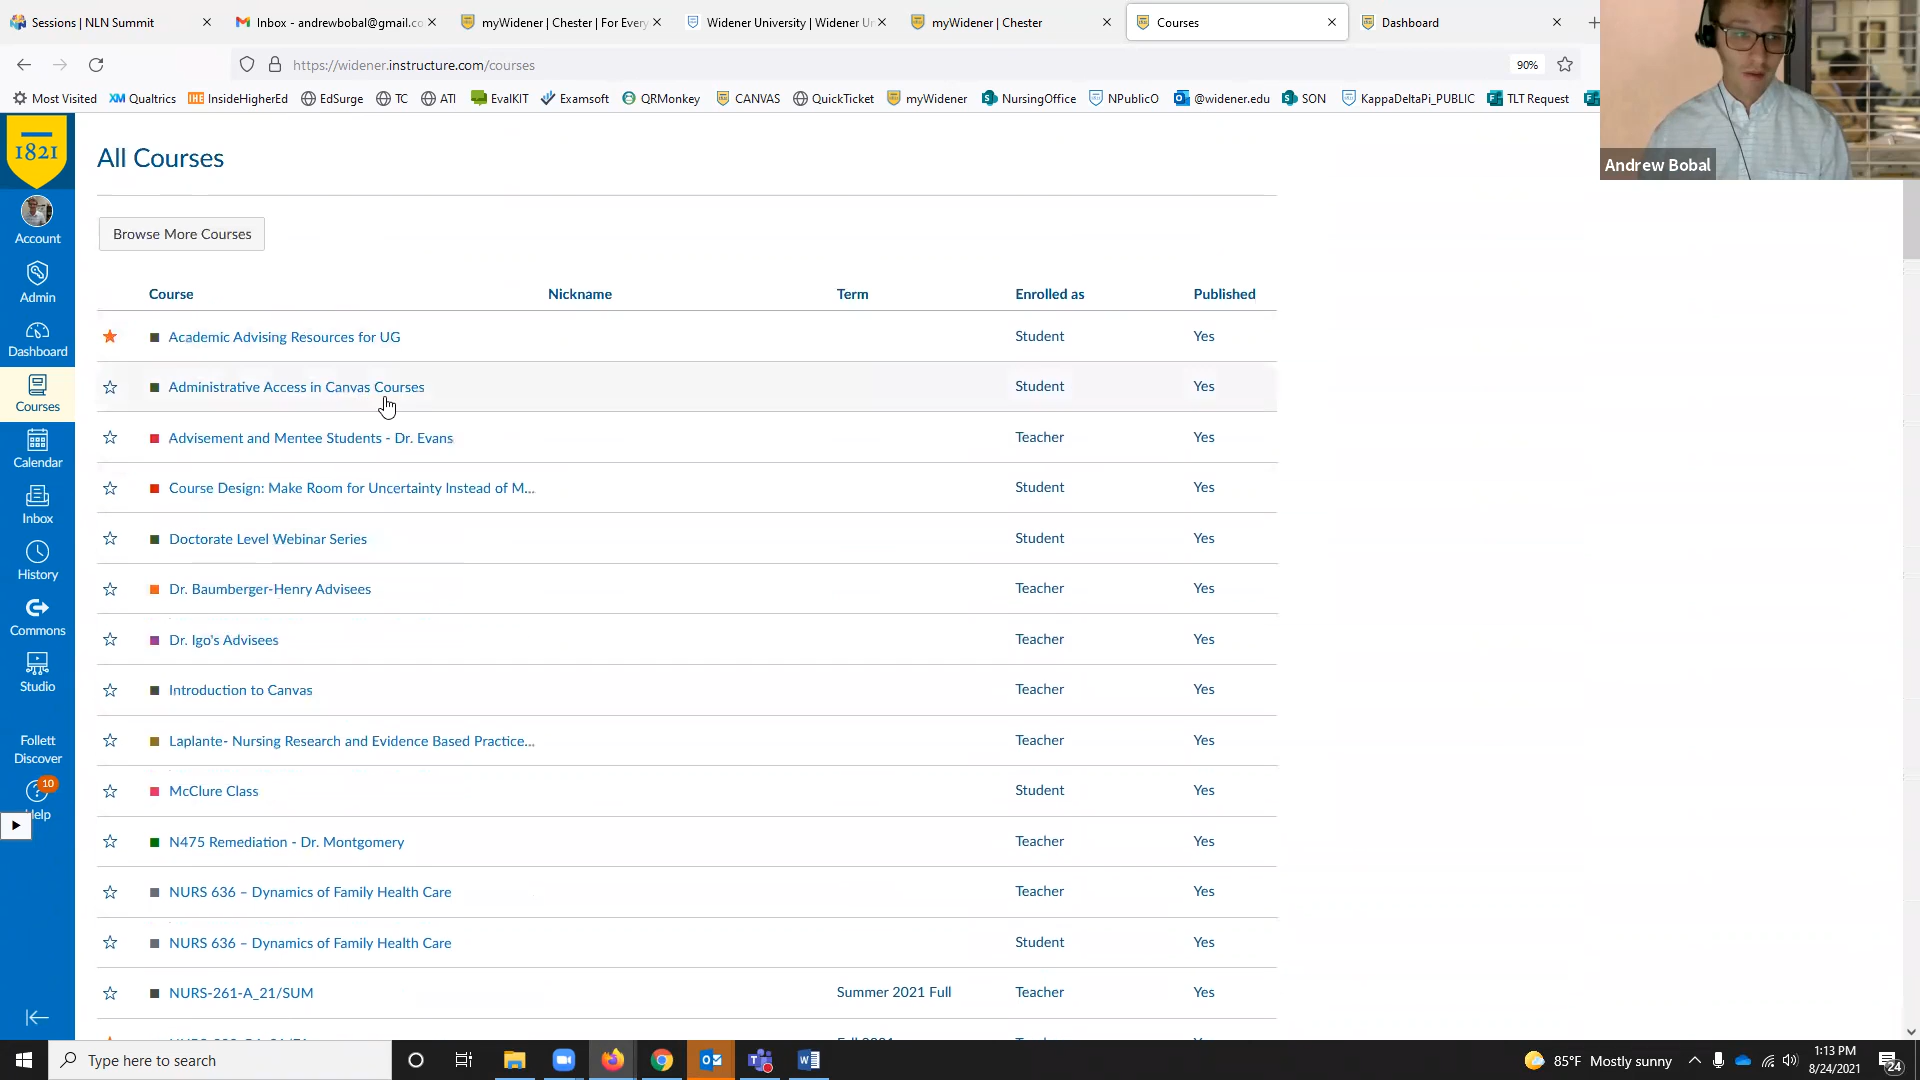 Sessions | NLN Summit
Inbox - andrewbobal@gmail.co
myWidener | Chester | For Every
Widener University | Widener Un
myWidener | Chester
Courses
Dashboard
https://widener.instructure.com/courses
90%
Most Visited
Qualtrics
InsideHigherEd
EdSurge
TC
ATI
EvalKIT
Examsoft
QRMonkey
CANVAS
QuickTicket
myWidener
NursingOffice
NPublicO
@widener.edu
SON
KappaDeltaPi_PUBLIC
TLT Request
Andrew Bobal
1821
Account
Admin
Dashboard
Courses
Calendar
Inbox
History
Commons
Studio
Follett
Discover
10
Help
All Courses
Browse More Courses
Course Nickname Term Enrolled as Published
Academic Advising Resources for UG Student Yes
Administrative Access in Canvas Courses Student Yes
Advisement and Mentee Students - Dr. Evans Teacher Yes
Course Design: Make Room for Uncertainty Instead of M... Student Yes
Doctorate Level Webinar Series Student Yes
Dr. Baumberger-Henry Advisees Teacher Yes
Dr. Igo's Advisees Teacher Yes
Introduction to Canvas Teacher Yes
Laplante- Nursing Research and Evidence Based Practice... Teacher Yes
McClure Class Student Yes
N475 Remediation - Dr. Montgomery Teacher Yes
NURS 636 – Dynamics of Family Health Care Teacher Yes
NURS 636 – Dynamics of Family Health Care Student Yes
NURS-261-A_21/SUM Summer 2021 Full Teacher Yes
Type here to search
85°F Mostly sunny
1:13 PM
8/24/2021
24